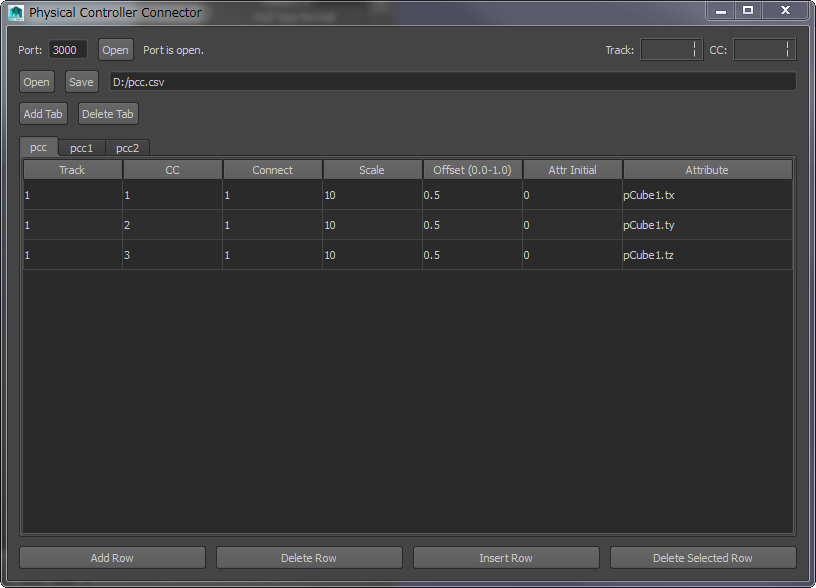 Physical Controller Connector
Port: 3000 Open Port is open. Track: CC:
Open Save D:/pcc.csv
Add Tab Delete Tab
pcc pcc1 pcc2
Track CC Connect Scale Offset (0.0-1.0) Attr Initial Attribute
1 1 1 10 0.5 0 pCube1.tx
1 2 1 10 0.5 0 pCube1.ty
1 3 1 10 0.5 0 pCube1.tz
Add Row Delete Row Insert Row Delete Selected Row